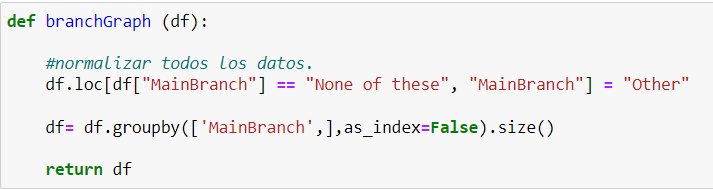 def branchGraph (df):
#normalizar todos los datos.
df.loc[df["MainBranch"] == "None of these", "MainBranch"] = "Other"
df= df.groupby(['MainBranch',],as_index=False).size()
return df